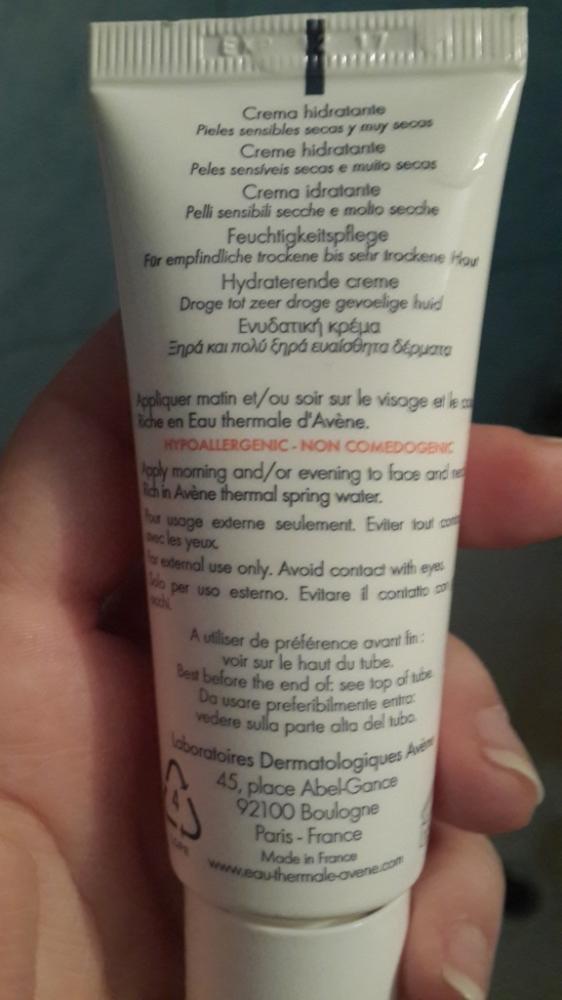 17
Crema hidratante
Pieles sensibles secas y muy secas
Creme hidratante
Peles sensíveis secas e muito secas
Crema idratante
Pelli sensibili secche e molto secche
Feuchtigkeitspflege
Für empfindliche trockene bis sehr trockene Haut
Hydraterende creme
Droge tot zeer droge gevoelige huid
Ενυδατική κρέμα
Ξηρά και πολύ ξηρά ευαίσθητα δέρματα
Appliquer matin et/ou soir sur le visage et le
Riche en Eau thermale d'Avène.
HYPOALLERGENIC - NON COMEDOGENIC
Apply morning and/or evening to face and
Rich in Avène thermal spring water.
Pour usage externe seulement. Eviter tout
avec les yeux.
For external use only. Avoid contact with eyes.
Solo per uso esterno. Evitare il contatto con
occhi.
A utiliser de préférence avant fin :
voir sur le haut du tube.
Best before the end of: see top of tube.
Da usare preferibilmente entro:
vedere sulla parte alta del tubo.
Laboratoires Dermatologiques Avène
45, place Abel-Gance
92100 Boulogne
Paris - France
Made in France
www.eau-thermale-avene.com
4